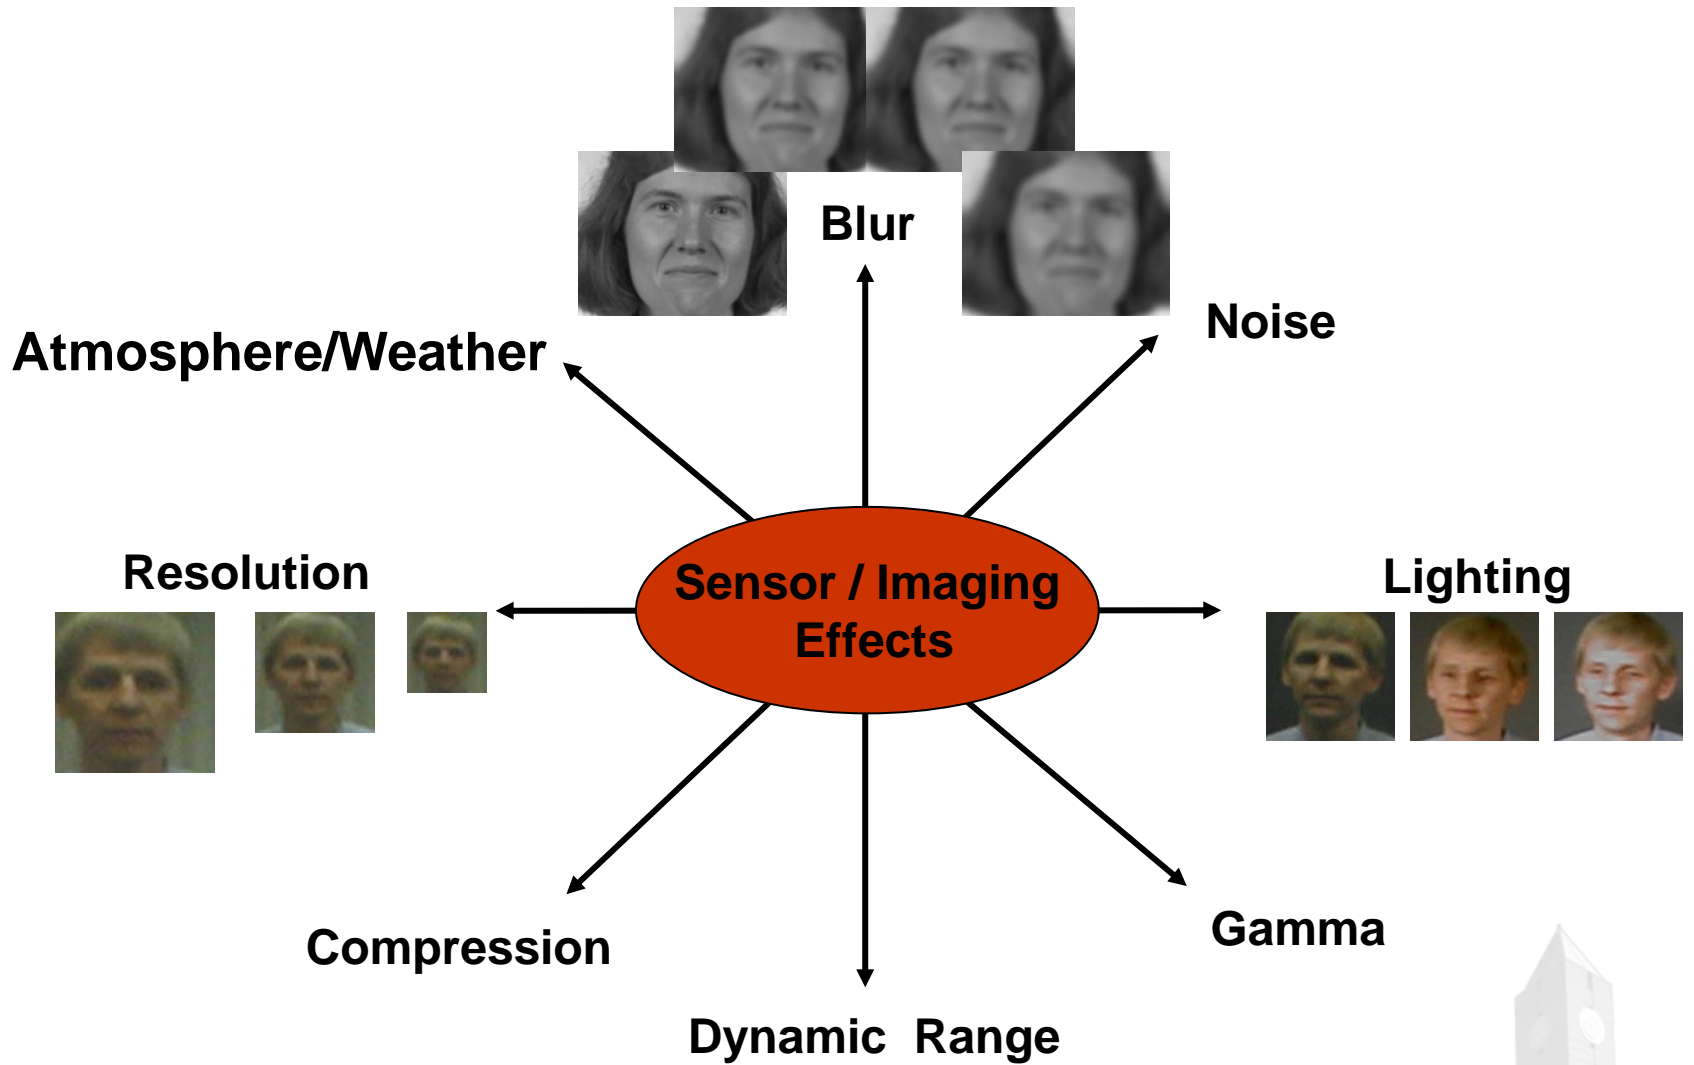 Blur
Noise
Atmosphere/Weather
Resolution
Sensor / Imaging
Effects
Lighting
Compression
Gamma
Dynamic Range